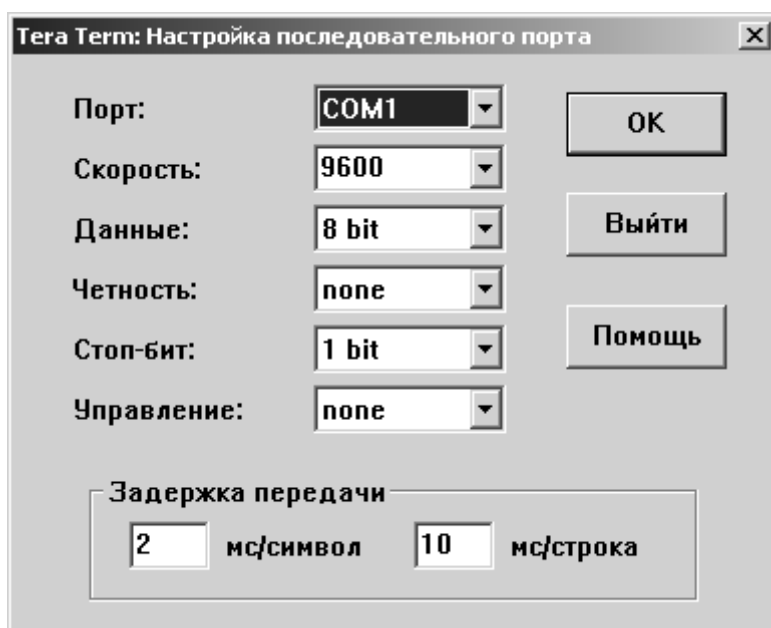 Tera Term: Настройка последовательного порта
Порт: COM1 OK
Скорость: 9600
Данные: 8 bit Выйти
Четность: none
Стоп-бит: 1 bit Помощь
Управление: none
Задержка передачи
2 мс/символ 10 мс/строка